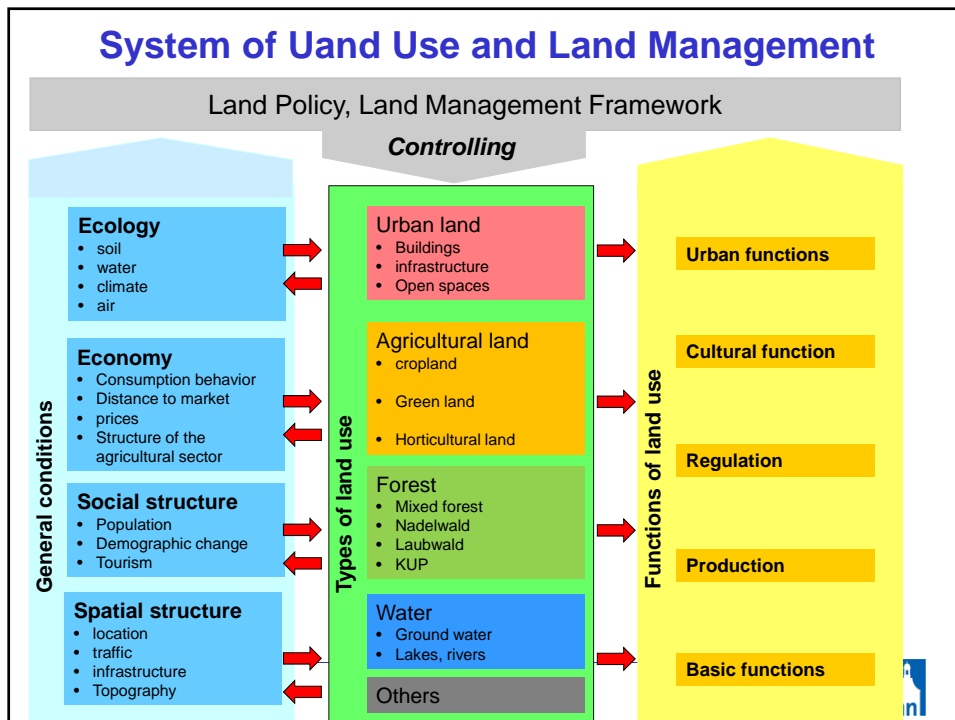 System of Uand Use and Land Management
Land Policy, Land Management Framework
Controlling
General conditions
Ecology
• soil
• water
• climate
• air
Economy
• Consumption behavior
• Distance to market
• prices
• Structure of the
agricultural sector
Social structure
• Population
• Demographic change
• Tourism
Spatial structure
• location
• traffic
• infrastructure
• Topography
Types of land use
Urban land
• Buildings
• infrastructure
• Open spaces
Agricultural land
• cropland
• Green land
• Horticultural land
Forest
• Mixed forest
• Nadelwald
• Laubwald
• KUP
Water
• Ground water
• Lakes, rivers
Others
Functions of land use
Urban functions
Cultural function
Regulation
Production
Basic functions